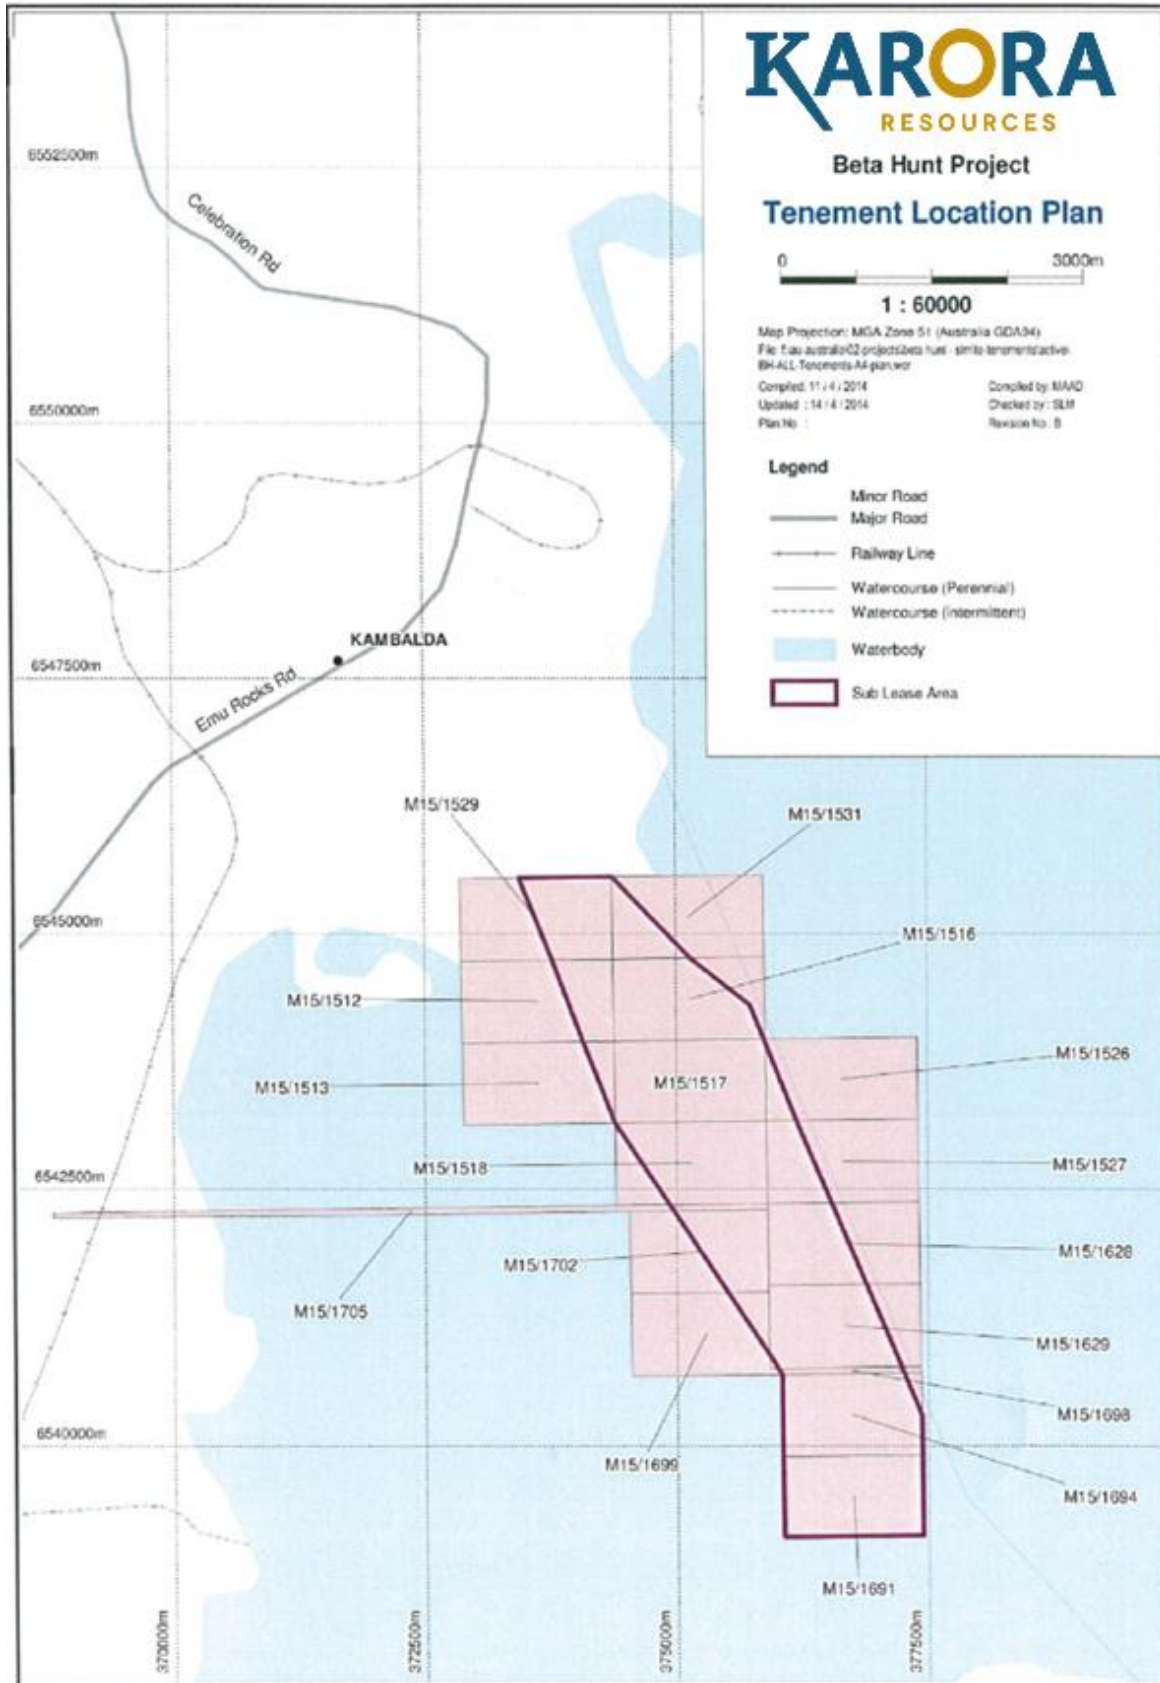 KARORA
RESOURCES
Beta Hunt Project
Tenement Location Plan
0 3000m
1 : 60000
Map Projection: MGA Zone 51 (Australia GDA94)
Compiled: 11 / 4 / 2014 Compiled by: MAAD
Updated : 14 / 4 / 2014 Checked by : SLM
Plan No : Revision No : B
Legend
Minor Road
Major Road
Railway Line
Watercourse (Perennial)
Watercourse (Intermittent)
Waterbody
Sub Lease Area
6552500m
Celebration Rd
6550000m
KAMBALDA
6547500m
Emu Rocks Rd
M15/1529
M15/1531
6545000m
M15/1516
M15/1512
M15/1526
M15/1513
M15/1517
M15/1518
M15/1527
6542500m
M15/1702
M15/1628
M15/1705
M15/1629
M15/1698
6540000m
M15/1699
M15/1694
M15/1691
370000m
372500m
375000m
377500m